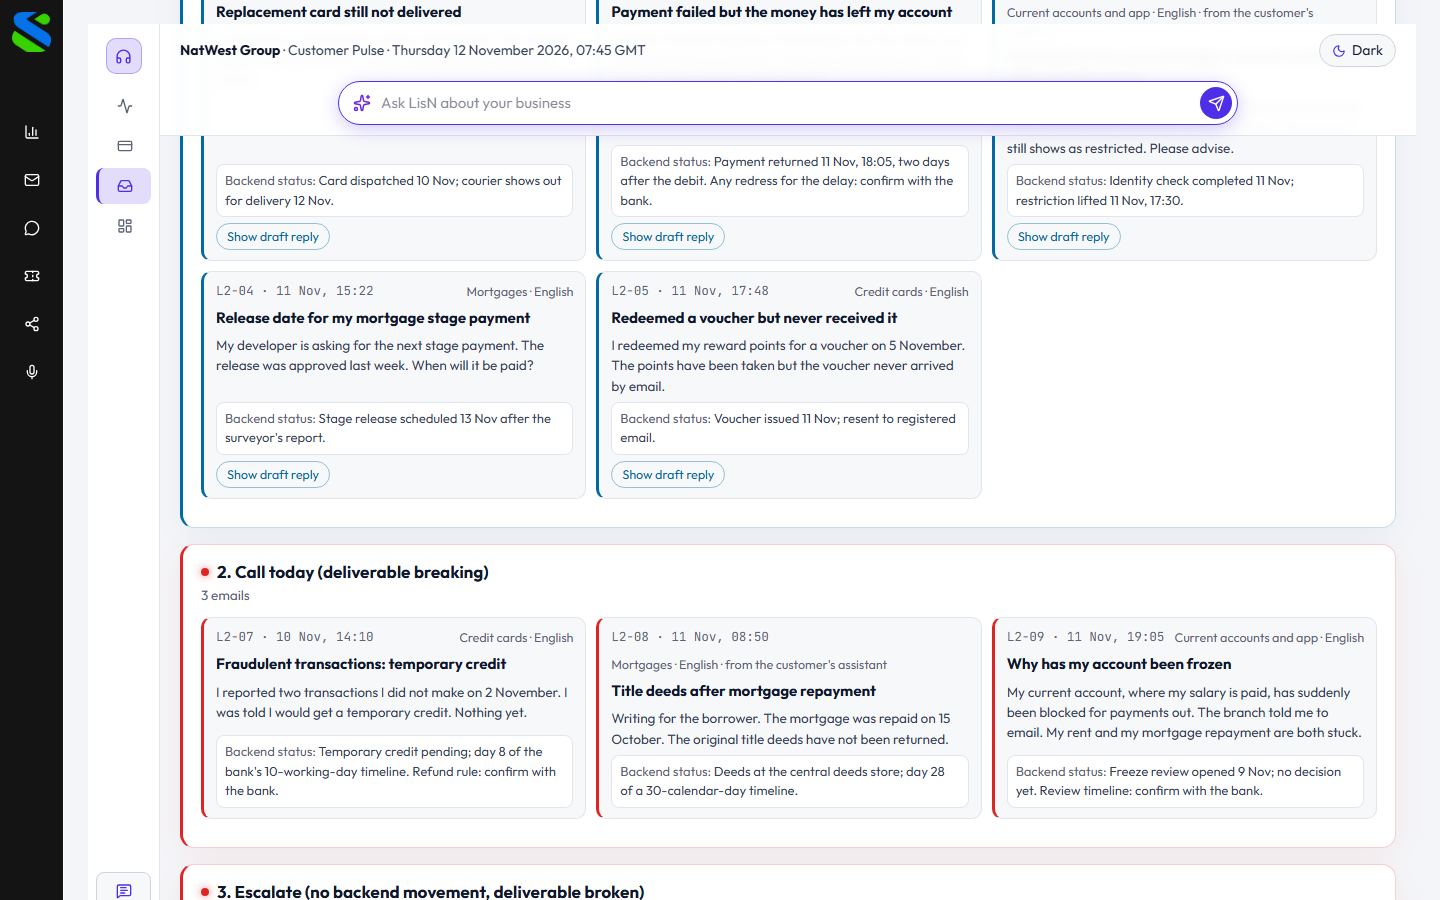 Replacement card still not delivered
Payment failed but the money has left my account
Current accounts and app · English · from the customer's
NatWest Group · Customer Pulse · Thursday 12 November 2026, 07:45 GMT
Dark
Ask LisN about your business
Backend status: Card dispatched 10 Nov; courier shows out
for delivery 12 Nov.
Show draft reply
Backend status: Payment returned 11 Nov, 18:05, two days
after the debit. Any redress for the delay: confirm with the
bank.
Show draft reply
still shows as restricted. Please advise.
Backend status: Identity check completed 11 Nov;
restriction lifted 11 Nov, 17:30.
Show draft reply
L2-04 · 11 Nov, 15:22
Mortgages · English
Release date for my mortgage stage payment
My developer is asking for the next stage payment. The
release was approved last week. When will it be paid?
Backend status: Stage release scheduled 13 Nov after the
surveyor's report.
Show draft reply
L2-05 · 11 Nov, 17:48
Credit cards · English
Redeemed a voucher but never received it
I redeemed my reward points for a voucher on 5 November.
The points have been taken but the voucher never arrived
by email.
Backend status: Voucher issued 11 Nov; resent to registered
email.
Show draft reply
2. Call today (deliverable breaking)
3 emails
L2-07 · 10 Nov, 14:10
Credit cards · English
Fraudulent transactions: temporary credit
I reported two transactions I did not make on 2 November. I
was told I would get a temporary credit. Nothing yet.
Backend status: Temporary credit pending; day 8 of the
bank's 10-working-day timeline. Refund rule: confirm with
the bank.
L2-08 · 11 Nov, 08:50
Mortgages · English · from the customer's assistant
Title deeds after mortgage repayment
Writing for the borrower. The mortgage was repaid on 15
October. The original title deeds have not been returned.
Backend status: Deeds at the central deeds store; day 28
of a 30-calendar-day timeline.
L2-09 · 11 Nov, 19:05
Current accounts and app · English
Why has my account been frozen
My current account, where my salary is paid, has suddenly
been blocked for payments out. The branch told me to
email. My rent and my mortgage repayment are both stuck.
Backend status: Freeze review opened 9 Nov; no decision
yet. Review timeline: confirm with the bank.
3. Escalate (no backend movement, deliverable broken)